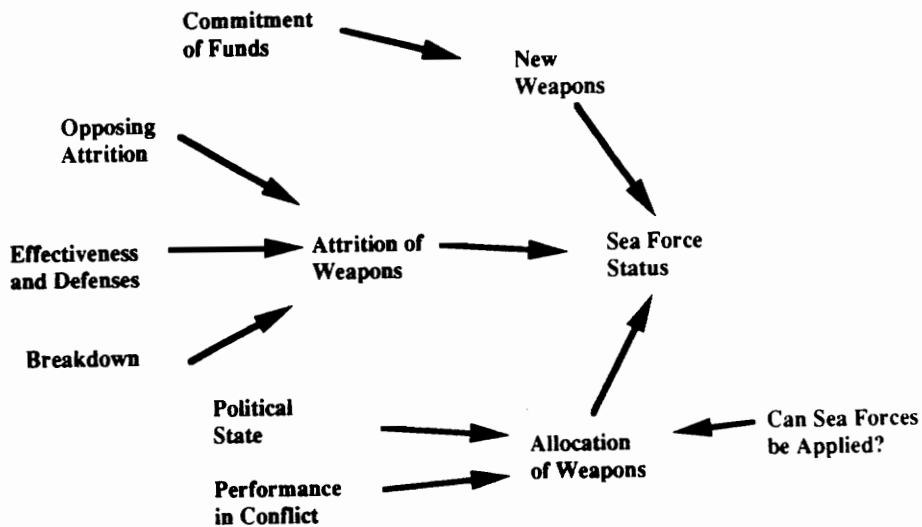 Commitment
of Funds
New
Weapons
Opposing
Attrition
Effectiveness
and Defenses
Attrition of
Weapons
Sea Force
Status
Breakdown
Political
State
Allocation
of Weapons
Can Sea Forces
be Applied?
Performance
in Conflict